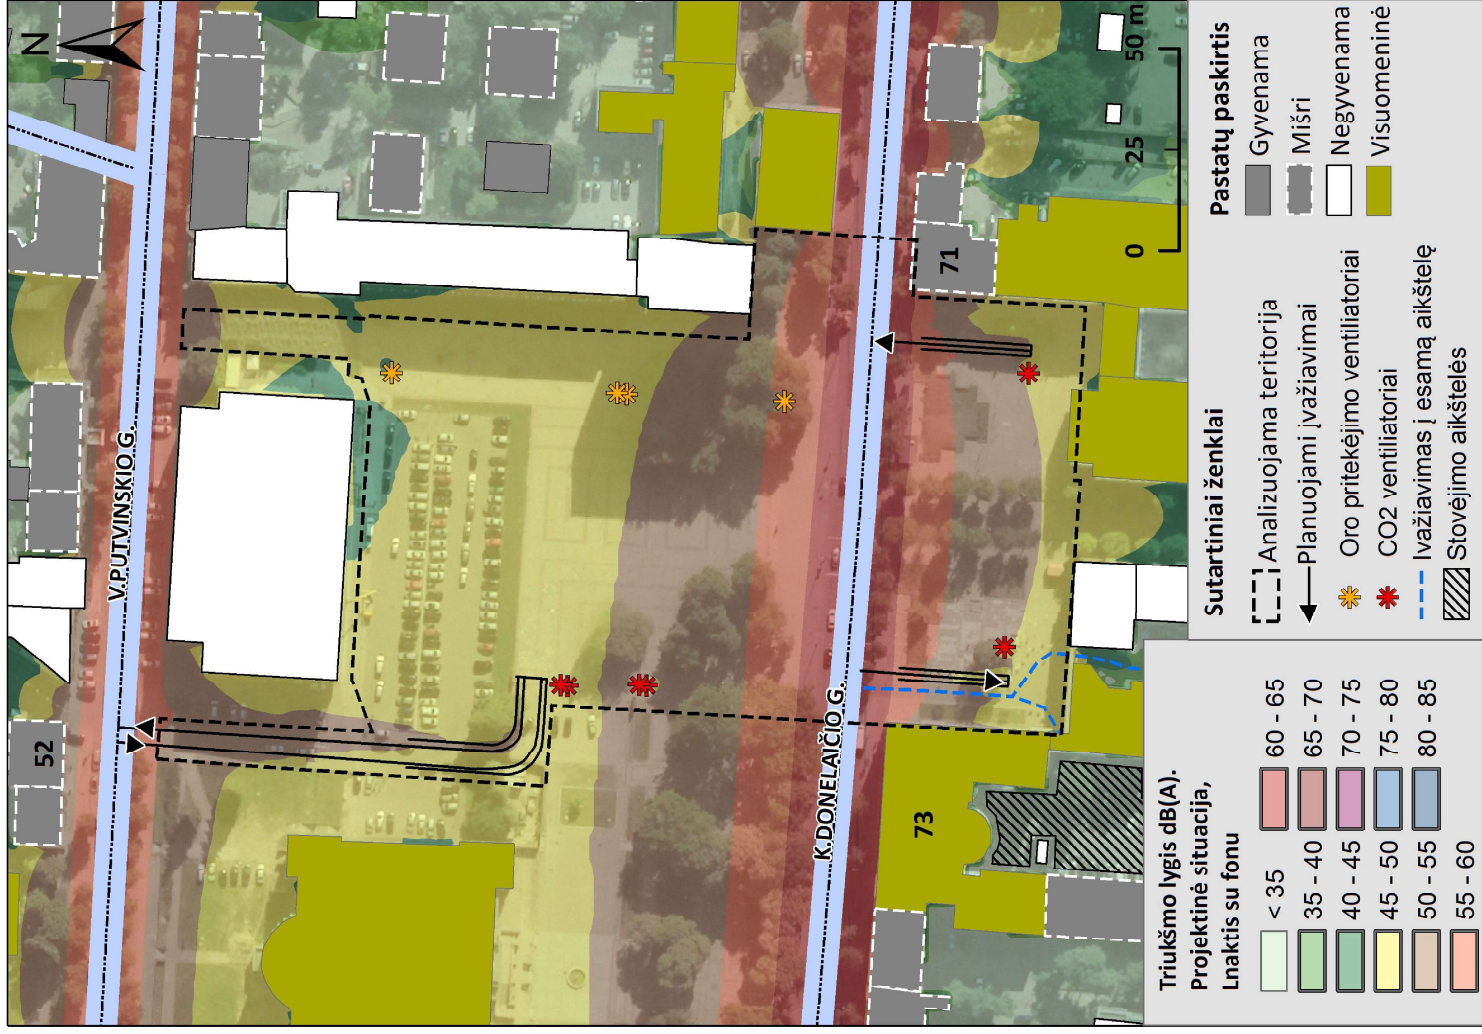 N
V.PUTVINSKIO G.
K.DONELAIČIO G.
52
71
73
0 25 50 m
Triukšmo lygis dB(A).
Projektinė situacija,
Lnaktis su fonu
< 35
35 - 40
40 - 45
45 - 50
50 - 55
55 - 60
60 - 65
65 - 70
70 - 75
75 - 80
80 - 85
Sutartiniai ženklai
Analizuojama teritorija
Planuojami įvažiavimai
Oro pritekėjimo ventiliatoriai
CO2 ventiliatoriai
Įvažiavimas į esamą aikštelę
Stovėjimo aikštelės
Pastatų paskirtis
Gyvenama
Mišri
Negyvenama
Visuomeninė